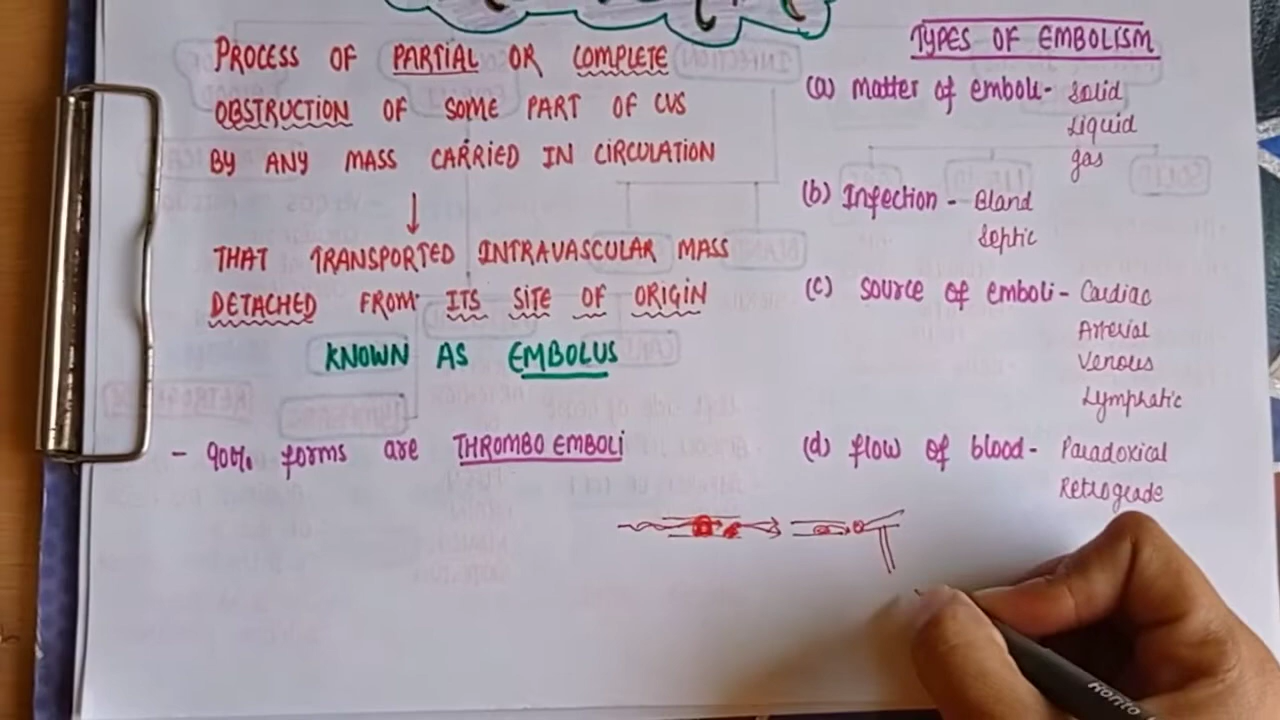 PROCESS OF PARTIAL OR COMPLETE
OBSTRUCTION OF SOME PART OF CVS
BY ANY MASS CARRIED IN CIRCULATION
↓
THAT TRANSPORTED INTRAVASCULAR MASS
DETACHED FROM ITS SITE OF ORIGIN
KNOWN AS EMBOLUS
- 90% forms are THROMBO EMBOLI
TYPES OF EMBOLISM
(a) matter of emboli - Solid
Liquid
gas
(b) Infection - Bland
Septic
(c) source of emboli - Cardiac
Arterial
Venous
Lymphatic
(d) flow of blood - Paradoxical
Retrograde